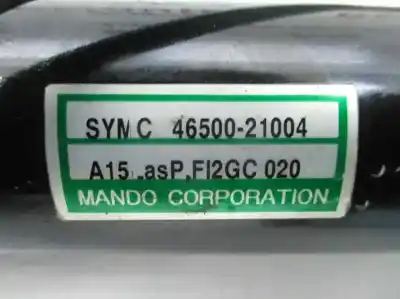 SYMC 46500-21004
A15 .asP.FI2GC 020
MANDO CORPORATION